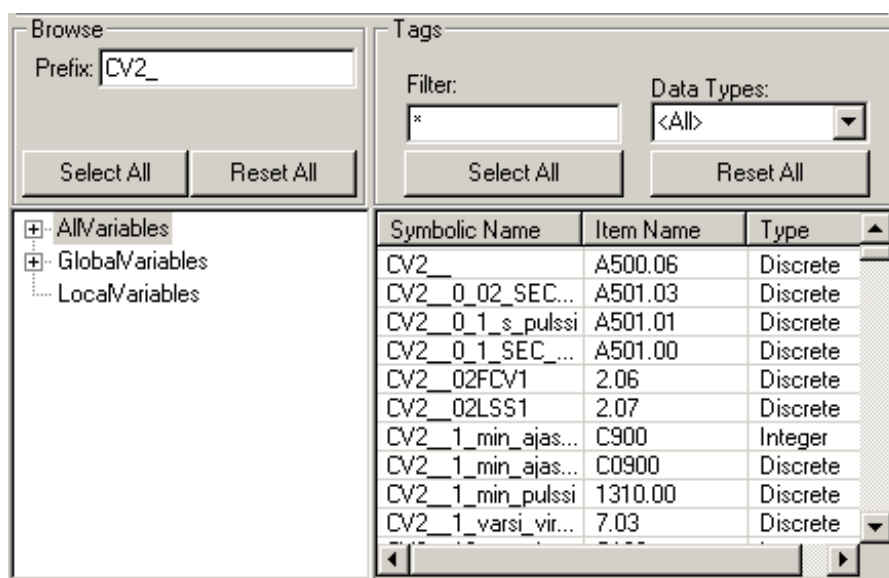 Browse
Prefix: CV2_
Select All Reset All
AllVariables
GlobalVariables
LocalVariables
Tags
Filter: Data Types:
* <All>
Select All Reset All
Symbolic Name Item Name Type
CV2__ A500.06 Discrete
CV2__0_02_SEC... A501.03 Discrete
CV2__0_1_s_pulssi A501.01 Discrete
CV2__0_1_SEC_... A501.00 Discrete
CV2__02FCV1 2.06 Discrete
CV2__02LSS1 2.07 Discrete
CV2__1_min_ajas... C900 Integer
CV2__1_min_ajas... C0900 Discrete
CV2__1_min_pulssi 1310.00 Discrete
CV2__1_varsi_vir... 7.03 Discrete